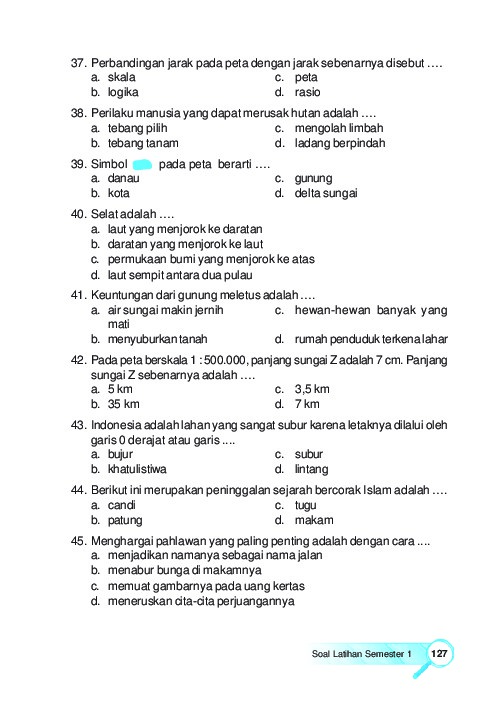 37. Perbandingan jarak pada peta dengan jarak sebenarnya disebut ….
a. skala c. peta
b. logika d. rasio
38. Perilaku manusia yang dapat merusak hutan adalah ….
a. tebang pilih c. mengolah limbah
b. tebang tanam d. ladang berpindah
39. Simbol pada peta berarti ….
a. danau c. gunung
b. kota d. delta sungai
40. Selat adalah ….
a. laut yang menjorok ke daratan
b. daratan yang menjorok ke laut
c. permukaan bumi yang menjorok ke atas
d. laut sempit antara dua pulau
41. Keuntungan dari gunung meletus adalah ….
a. air sungai makin jernih c. hewan-hewan banyak yang
mati
b. menyuburkan tanah d. rumah penduduk terkena lahar
42. Pada peta berskala 1 : 500.000, panjang sungai Z adalah 7 cm. Panjang
sungai Z sebenarnya adalah ….
a. 5 km c. 3,5 km
b. 35 km d. 7 km
43. Indonesia adalah lahan yang sangat subur karena letaknya dilalui oleh
garis 0 derajat atau garis ....
a. bujur c. subur
b. khatulistiwa d. lintang
44. Berikut ini merupakan peninggalan sejarah bercorak Islam adalah ….
a. candi c. tugu
b. patung d. makam
45. Menghargai pahlawan yang paling penting adalah dengan cara ....
a. menjadikan namanya sebagai nama jalan
b. menabur bunga di makamnya
c. memuat gambarnya pada uang kertas
d. meneruskan cita-cita perjuangannya
Soal Latihan Semester 1 127